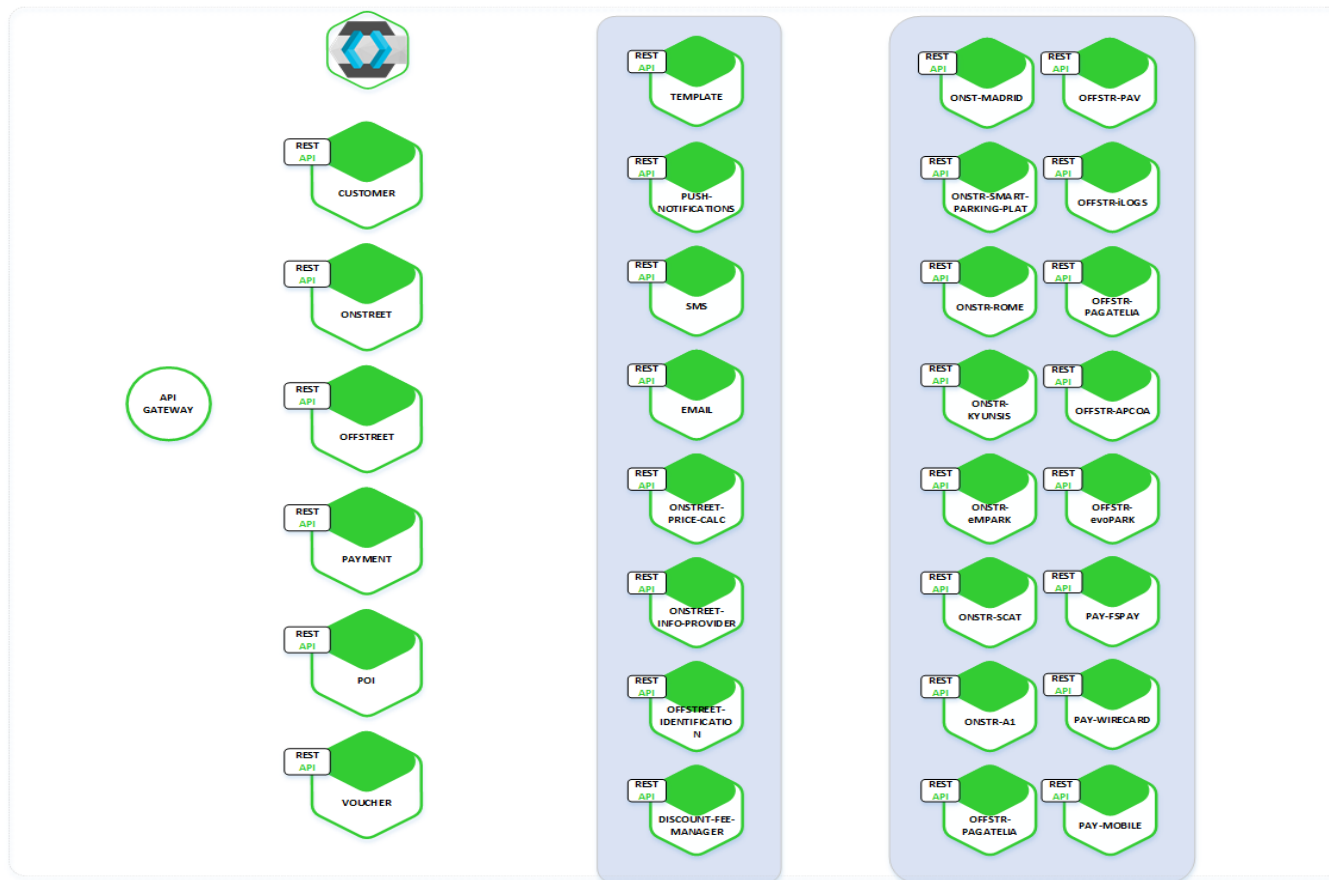 API
GATEWAY
REST
API
CUSTOMER
REST
API
ONSTREET
REST
API
OFFSTREET
REST
API
PAYMENT
REST
API
POI
REST
API
VOUCHER
REST
API
TEMPLATE
REST
API
PUSH-
NOTIFICATIONS
REST
API
SMS
REST
API
EMAIL
REST
API
ONSTREET-
PRICE-CALC
REST
API
ONSTREET-
INFO-PROVIDER
REST
API
OFFSTREET-
IDENTIFICATIO
N
REST
API
DISCOUNT-FEE-
MANAGER
REST
API
ONST-MADRID
REST
API
OFFSTR-PAV
REST
API
ONSTR-SMART-
PARKING-PLAT
REST
API
OFFSTR-iLOGS
REST
API
ONSTR-ROME
REST
API
OFFSTR-
PAGATELIA
REST
API
ONSTR-
KYUNSIS
REST
API
OFFSTR-APCOA
REST
API
ONSTR-
eMPARK
REST
API
OFFSTR-
evoPARK
REST
API
ONSTR-SCAT
REST
API
PAY-FSPAY
REST
API
ONSTR-A1
REST
API
PAY-WIRECARD
REST
API
OFFSTR-
PAGATELIA
REST
API
PAY-MOBILE